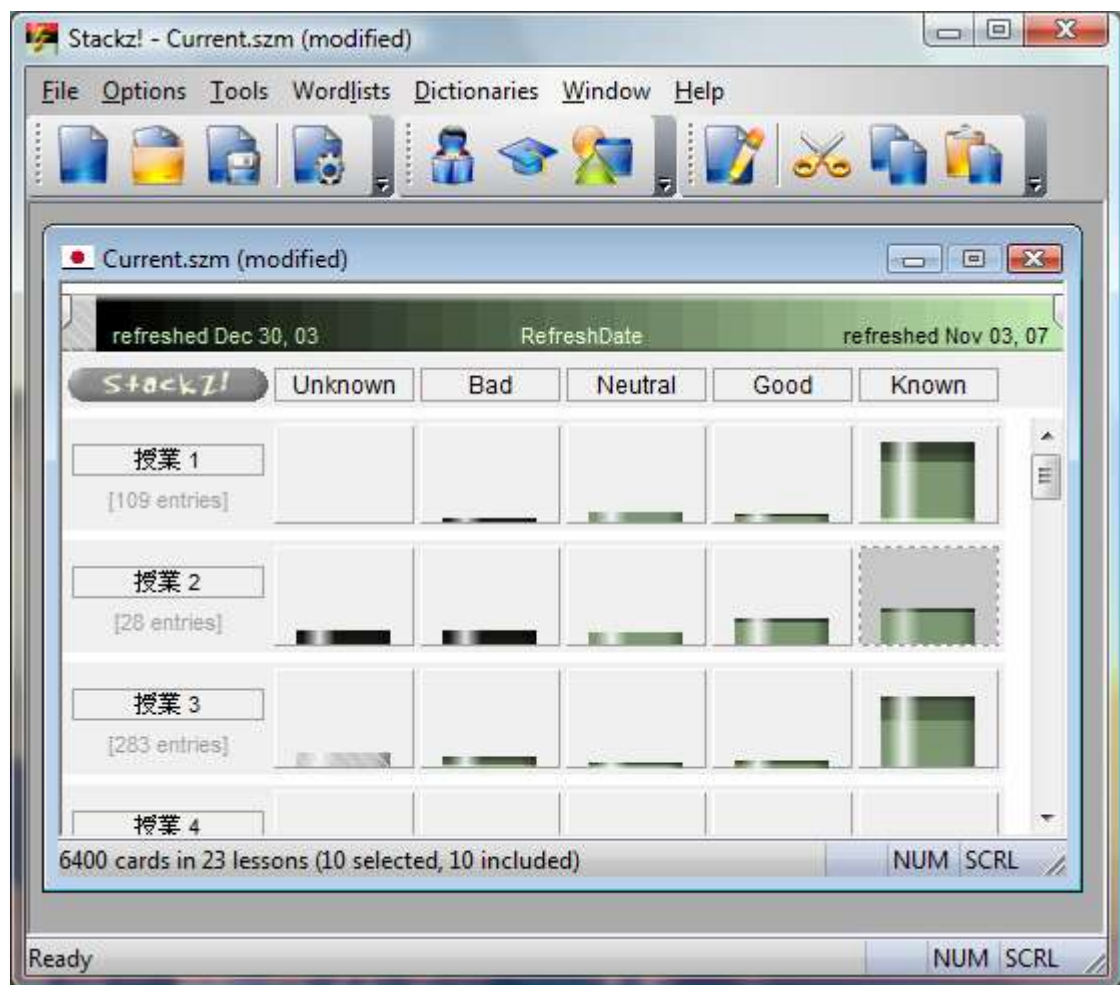 Stackz! - Current.szm (modified)
File Options Tools Wordlists Dictionaries Window Help
Current.szm (modified)
refreshed Dec 30, 03 RefreshDate refreshed Nov 03, 07
Stackz! Unknown Bad Neutral Good Known
授業 1
[109 entries]
授業 2
[28 entries]
授業 3
[283 entries]
授業 4
6400 cards in 23 lessons (10 selected, 10 included) NUM SCRL
Ready NUM SCRL